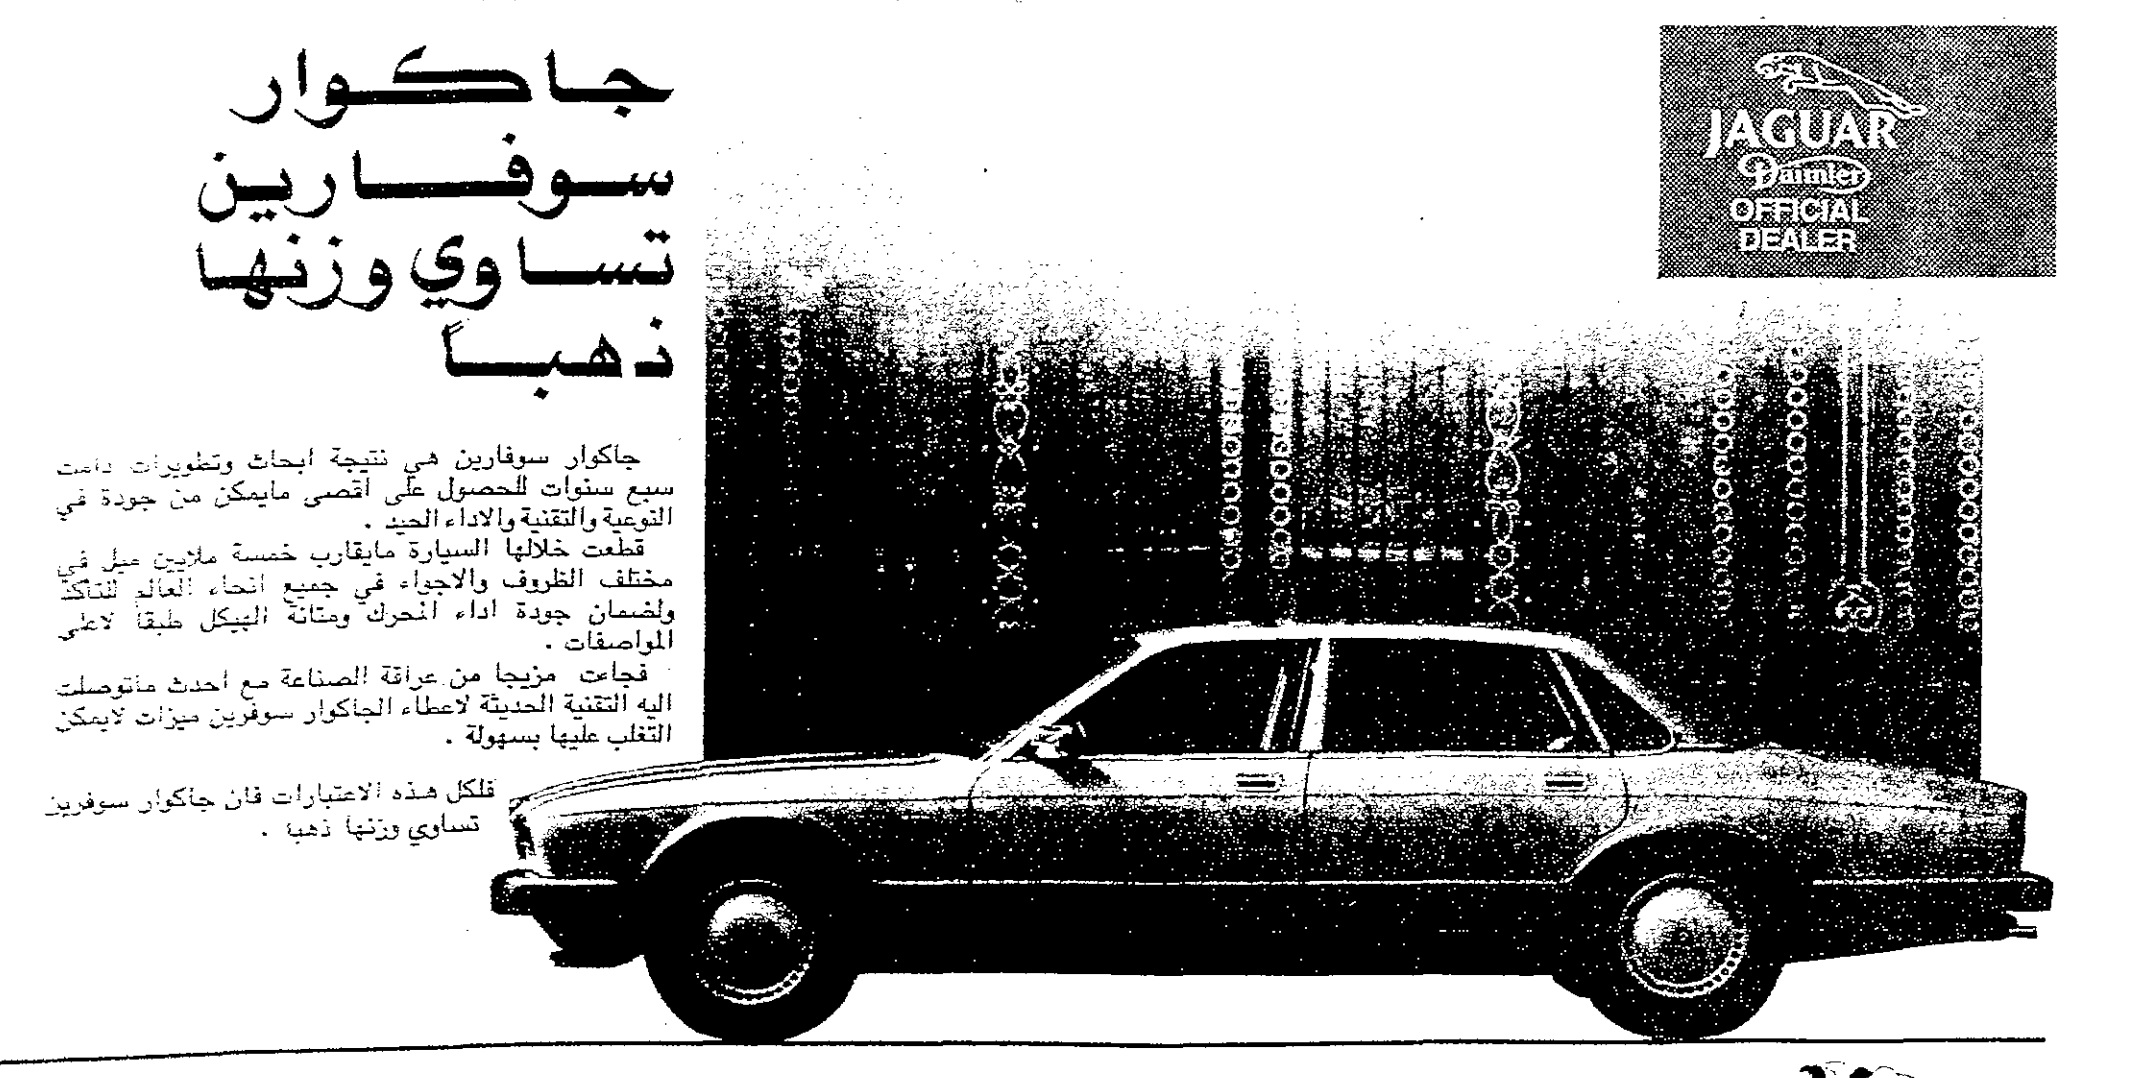 جاكوار
سوفارين
تساوي وزنها
ذهباً
JAGUAR
Daimler
OFFICIAL
DEALER
جاكوار سوفارين هي نتيجة ابحاث وتطويرات دامت
سبع سنوات للحصول على اقصى مايمكن من جودة في
النوعية والتقنية والاداء الجيد .
قطعت خلالها السيارة مايقارب خمسة ملايين ميل في
مختلف الظروف والاجواء في جميع انحاء العالم للتأكد
ولضمان جودة اداء المحرك ومتانة الهيكل طبقاً لاعلى
المواصفات .
فجاءت مزيجا من عراقة الصناعة مع احدث ماتوصلت
اليه التقنية الحديثة لاعطاء الجاكوار سوفرين ميزات لايمكن
التغلب عليها بسهولة .
فلكل هذه الاعتبارات فان جاكوار سوفرين
تساوي وزنها ذهبا .